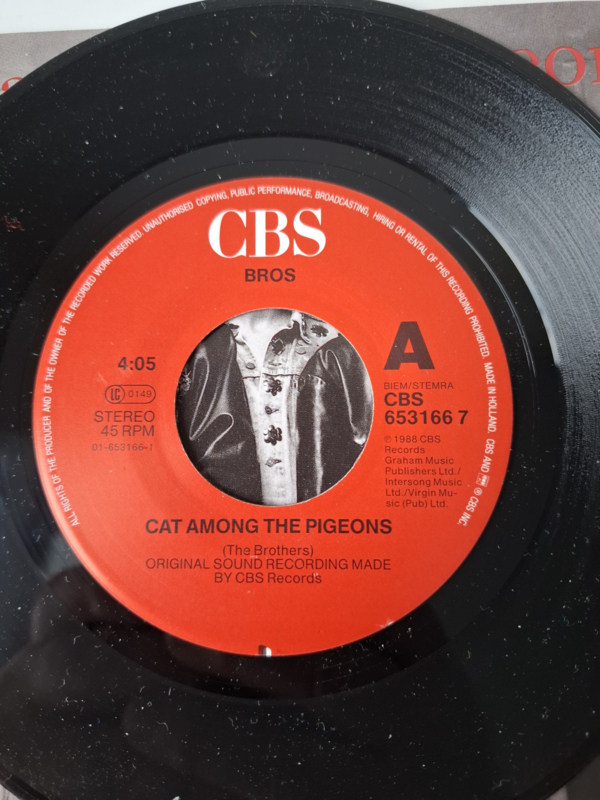 ALL RIGHTS OF THE PRODUCER AND OF THE OWNER OF THE RECORDED WORK RESERVED. UNAUTHORISED COPYING, PUBLIC PERFORMANCE, BROADCASTING, HIRING OR RENTAL OF THIS RECORDING PROHIBITED. MADE IN HOLLAND. CBS AND ® © CBS INC.
CBS
BROS
4:05
LC 0149
STEREO
45 RPM
01-653166-1
A
BIEM/STEMRA
CBS
653166 7
℗ 1988 CBS
Records
Graham Music
Publishers Ltd./
Intersong Music
Ltd./Virgin Mu-
sic (Pub) Ltd.
CAT AMONG THE PIGEONS
(The Brothers)
ORIGINAL SOUND RECORDING MADE
BY CBS Records